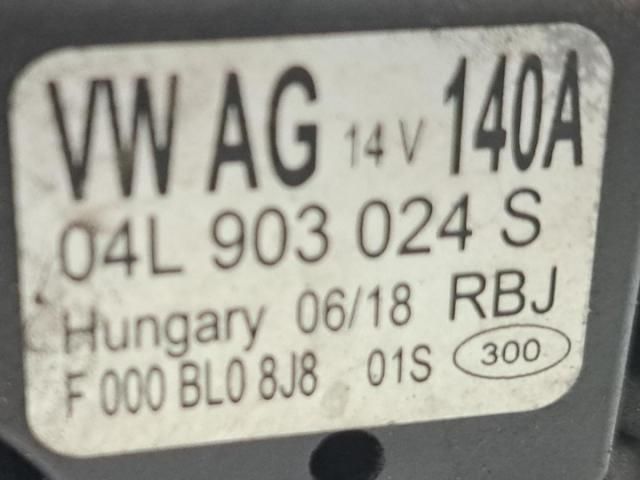 VW AG 14 V 140A
04L 903 024 S
Hungary 06/18 RBJ
F 000 BL0 8J8 01S 300